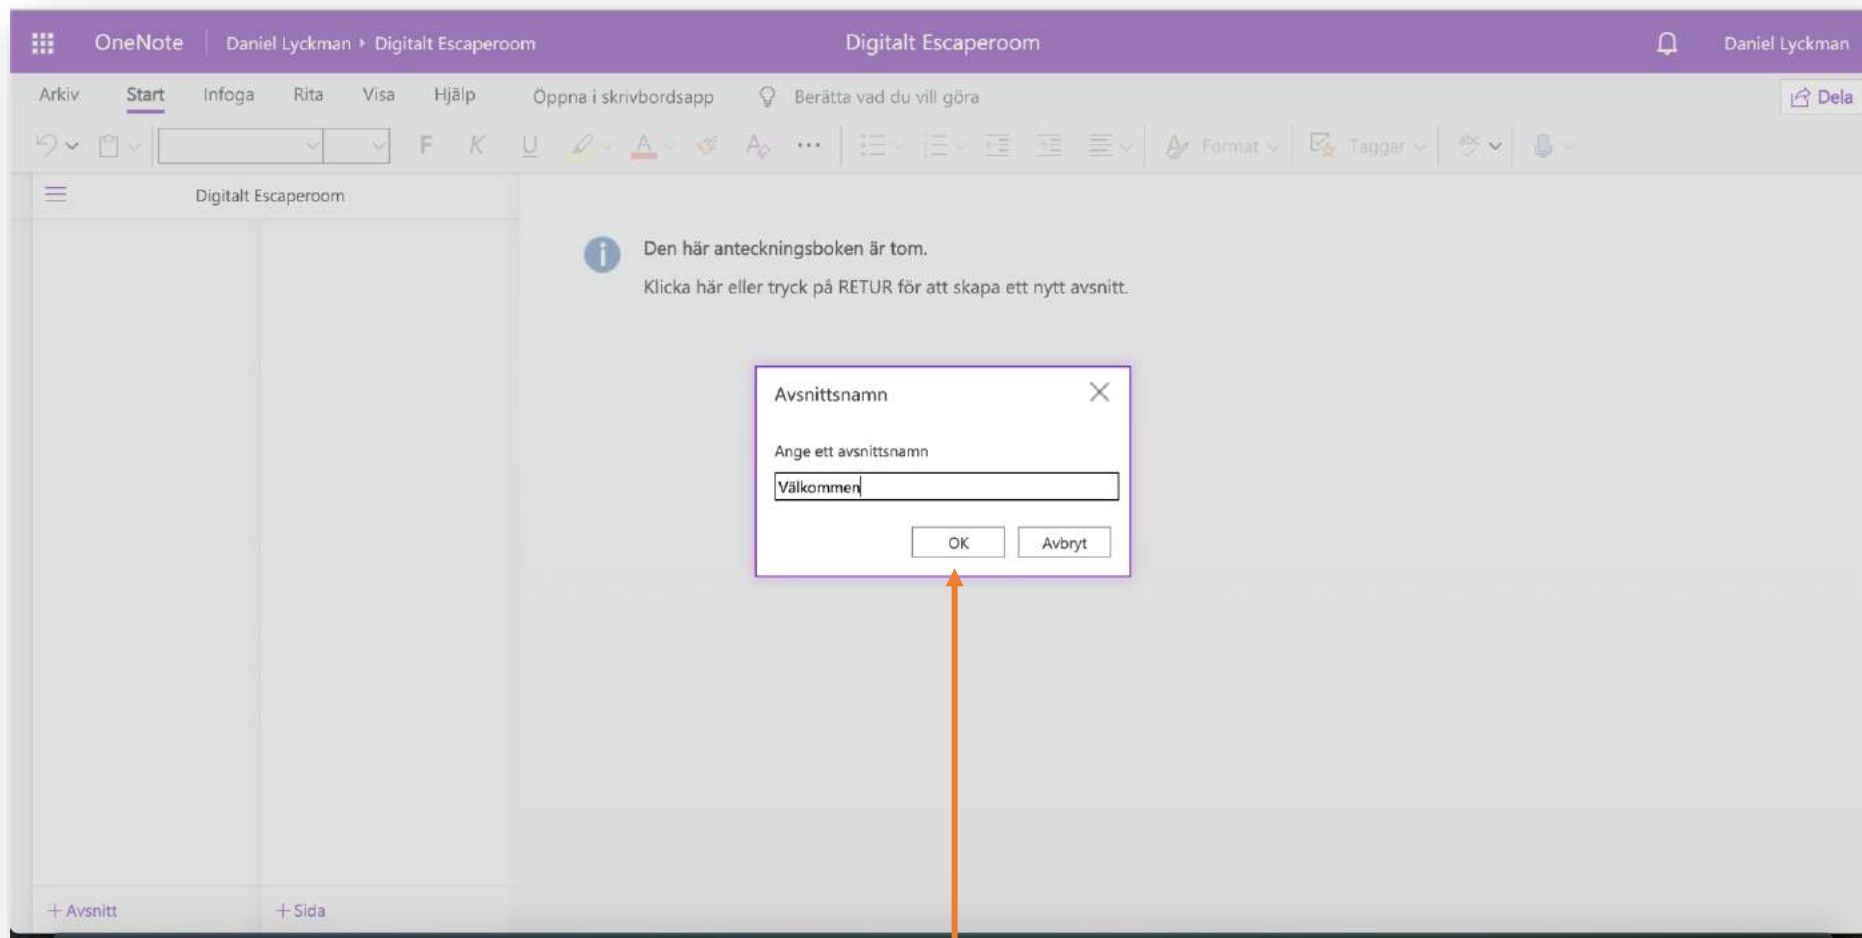 OneNote Daniel Lyckman Digitalt Escaperoom Digitalt Escaperoom Daniel Lyckman
Arkiv Start Infoga Rita Visa Hjälp Öppna i skrivbordsapp Berätta vad du vill göra Dela
F K U A A Format Taggar abc
Digitalt Escaperoom
Den här anteckningsboken är tom.
Klicka här eller tryck på RETUR för att skapa ett nytt avsnitt.
Avsnittsnamn
Ange ett avsnittsnamn
Välkommen
OK Avbryt
+ Avsnitt + Sida